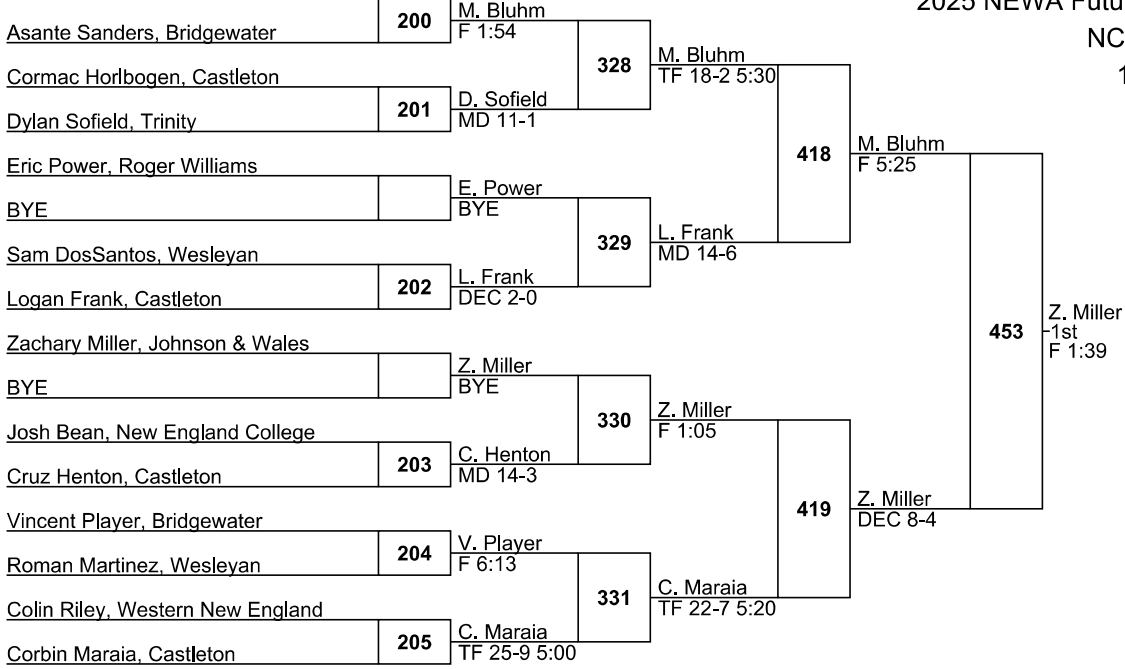 2025 NEWA Futu
NC
1
Asante Sanders, Bridgewater
Cormac Horlbogen, Castleton
Dylan Sofield, Trinity
Eric Power, Roger Williams
BYE
Sam DosSantos, Wesleyan
Logan Frank, Castleton
Zachary Miller, Johnson & Wales
BYE
Josh Bean, New England College
Cruz Henton, Castleton
Vincent Player, Bridgewater
Roman Martinez, Wesleyan
Colin Riley, Western New England
Corbin Maraia, Castleton
200
201
202
203
204
205
M. Bluhm
F 1:54
D. Sofield
MD 11-1
E. Power
BYE
L. Frank
DEC 2-0
Z. Miller
BYE
C. Henton
MD 14-3
V. Player
F 6:13
C. Maraia
TF 25-9 5:00
328
329
330
331
M. Bluhm
TF 18-2 5:30
L. Frank
MD 14-6
Z. Miller
F 1:05
C. Maraia
TF 22-7 5:20
418
419
M. Bluhm
F 5:25
Z. Miller
DEC 8-4
453
Z. Miller
1st
F 1:39